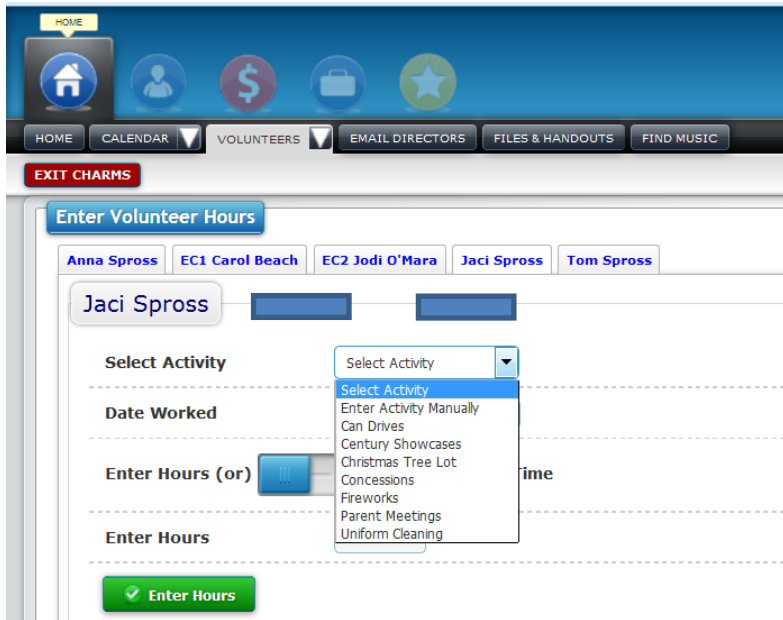 HOME
HOME CALENDAR VOLUNTEERS EMAIL DIRECTORS FILES & HANDOUTS FIND MUSIC
EXIT CHARMS
Enter Volunteer Hours
Anna Spross EC1 Carol Beach EC2 Jodi O'Mara Jaci Spross Tom Spross
Jaci Spross
Select Activity Select Activity
Select Activity
Enter Activity Manually
Date Worked
Can Drives
Century Showcases
Christmas Tree Lot
Enter Hours (or) ime
Concessions
Fireworks
Parent Meetings
Uniform Cleaning
Enter Hours
Enter Hours